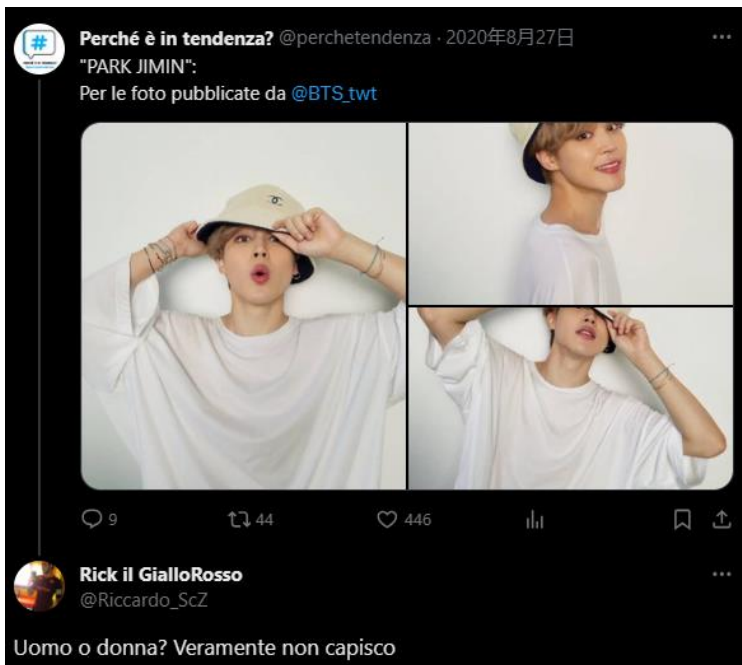 Perché è in tendenza? @perchetendenza · 2020年8月27日
"PARK JIMIN":
Per le foto pubblicate da @BTS_twt
9 44 446
Rick il GialloRosso
@Riccardo_ScZ
Uomo o donna? Veramente non capisco